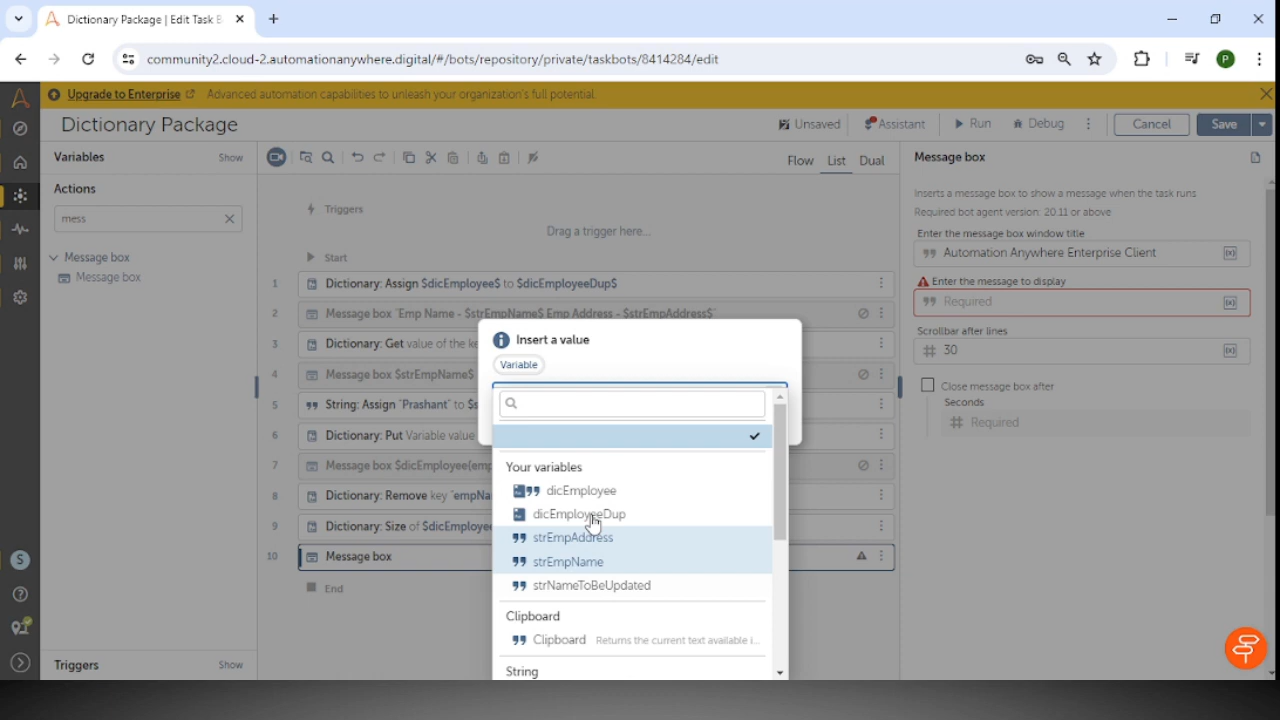 Dictionary Package | Edit Task B
community2.cloud-2.automationanywhere.digital/#/bots/repository/private/taskbots/8414284/edit
P
Upgrade to Enterprise
Advanced automation capabilities to unleash your organization's full potential.
Dictionary Package
Unsaved
Assistant
Run
Debug
Cancel
Save
Variables
Show
Flow
List
Dual
Message box
Actions
mess
Message box
Message box
Triggers
Show
Triggers
Drag a trigger here...
Start
1 Dictionary: Assign $dicEmployee$ to $dicEmployeeDup$
2 Message box "Emp Name - $strEmpName$ Emp Address - $strEmpAddress$"
3 Dictionary: Get value of the ke
4 Message box $strEmpName$
5 String: Assign "Prashant" to $s
6 Dictionary: Put Variable value
7 Message box $dicEmployee{emp
8 Dictionary: Remove key "empNa
9 Dictionary: Size of $dicEmployee
10 Message box
End
Insert a value
Variable
Your variables
dicEmployee
dicEmployeeDup
strEmpAddress
strEmpName
strNameToBeUpdated
Clipboard
Clipboard Returns the current text available i...
String
Inserts a message box to show a message when the task runs
Required bot agent version: 20.11 or above
Enter the message box window title
Automation Anywhere Enterprise Client
(x)
Enter the message to display
Required
(x)
Scrollbar after lines
# 30
(x)
Close message box after
Seconds
# Required
S